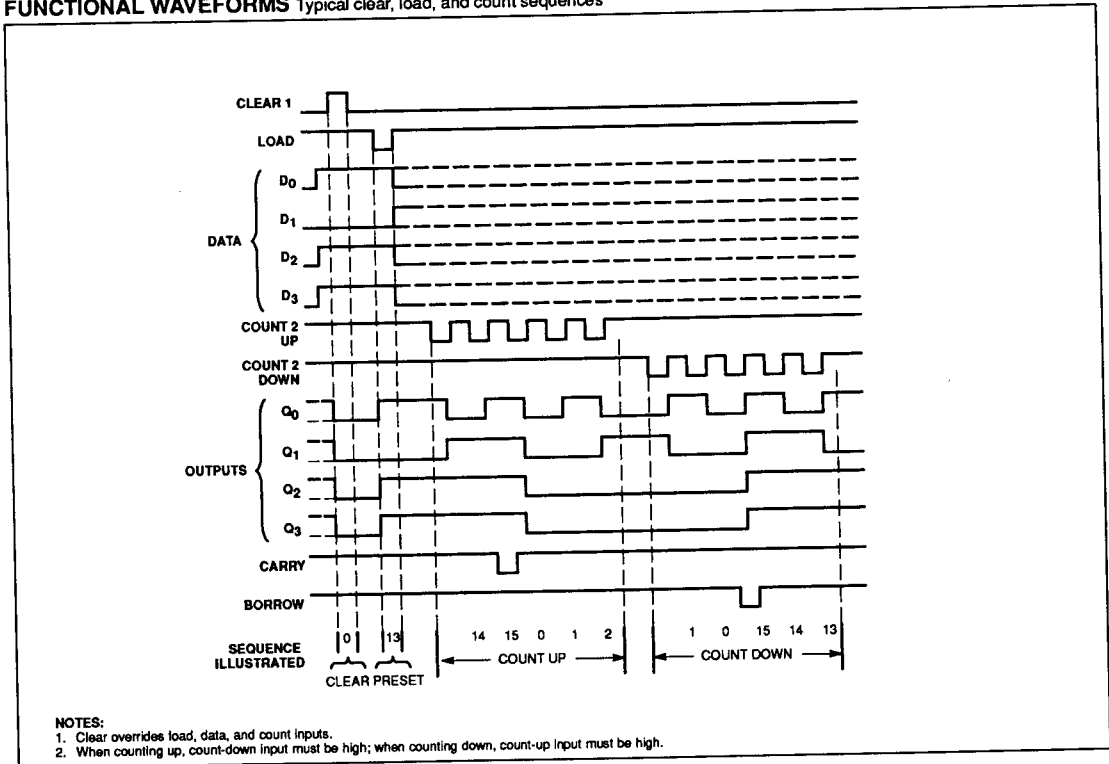 FUNCTIONAL WAVEFORMS Typical clear, load, and count sequences
CLEAR 1
LOAD
D0
D1
DATA
D2
D3
COUNT 2
UP
COUNT 2
DOWN
Q0
Q1
OUTPUTS
Q2
Q3
CARRY
BORROW
SEQUENCE
ILLUSTRATED
0 13 14 15 0 1 2 1 0 15 14 13
COUNT UP COUNT DOWN
CLEAR PRESET
NOTES:
1. Clear overrides load, data, and count inputs.
2. When counting up, count-down input must be high; when counting down, count-up input must be high.